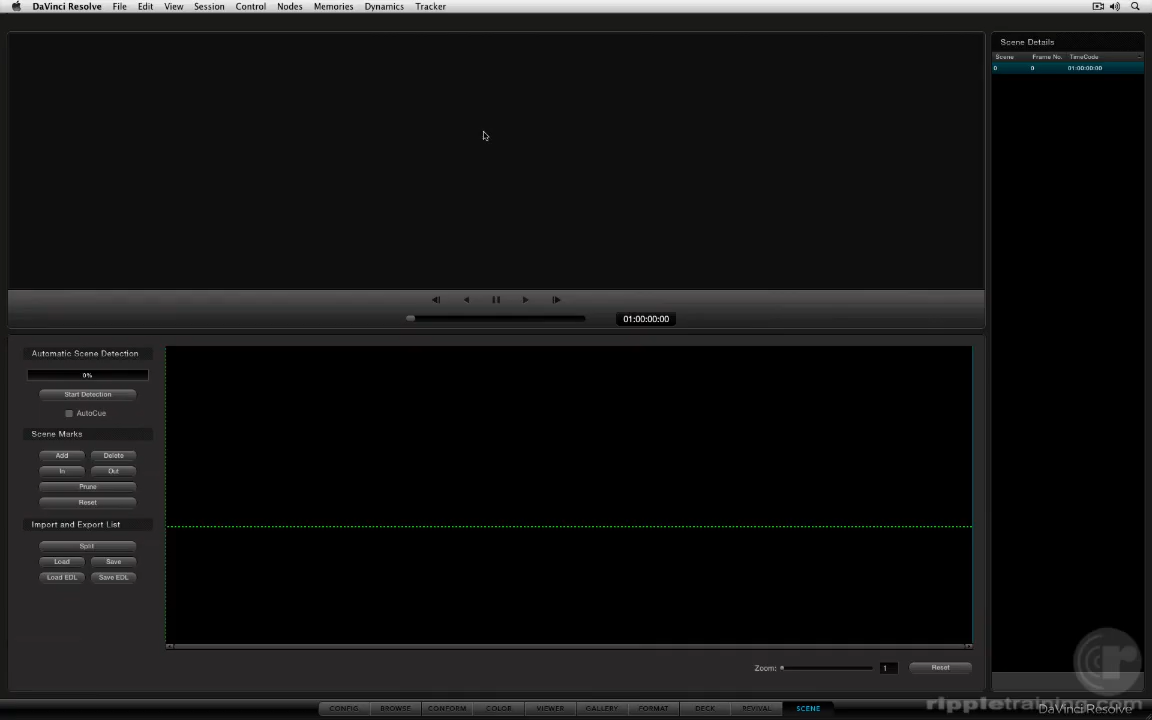 DaVinci Resolve File Edit View Session Control Nodes Memories Dynamics Tracker
Scene Details
Scene Frame No. TimeCode
0 0 01:00:00:00
01:00:00:00
Automatic Scene Detection
0%
Start Detection
AutoCue
Scene Marks
Add Delete
In Out
Prune
Reset
Import and Export List
Split
Load Save
Load EDL Save EDL
Zoom: 1 Reset
CONFIG BROWSE CONFORM COLOR VIEWER GALLERY FORMAT DECK REVIVAL SCENE
rippletraining.com
DaVinci Resolve